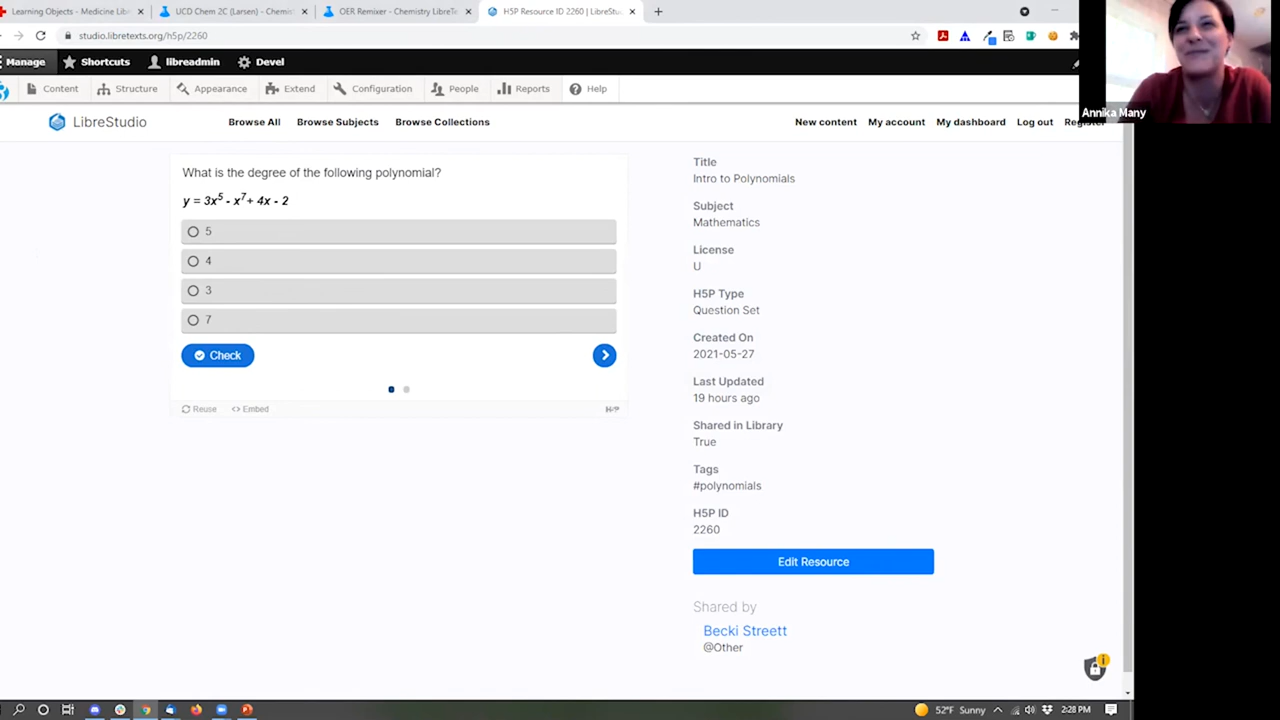 Learning Objects - Medicine Lib
UCD Chem 2C (Larsen) - Chemis
OER Remixer - Chemistry LibreTe
H5P Resource ID 2260 | LibreStu
studio.libretexts.org/h5p/2260
Manage
Shortcuts
libreadmin
Devel
Content
Structure
Appearance
Extend
Configuration
People
Reports
Help
Annika Many
LibreStudio
Browse All
Browse Subjects
Browse Collections
New content
My account
My dashboard
Log out
Register
What is the degree of the following polynomial?
y = 3x⁵ - x⁷+ 4x - 2
5
4
3
7
Check
Reuse
<> Embed
H5P
Title
Intro to Polynomials
Subject
Mathematics
License
U
H5P Type
Question Set
Created On
2021-05-27
Last Updated
19 hours ago
Shared in Library
True
Tags
#polynomials
H5P ID
2260
Edit Resource
Shared by
Becki Streett
@Other
52°F Sunny
2:28 PM